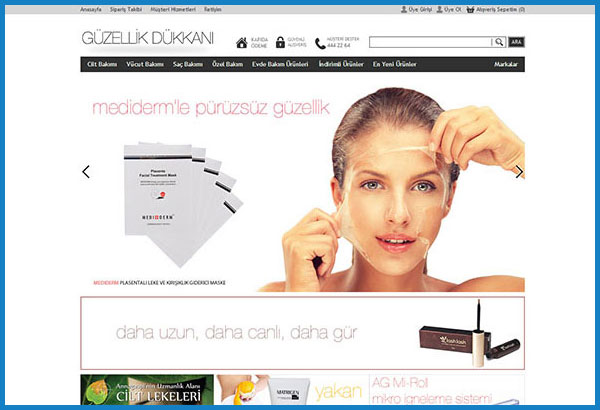 Anasayfa Sipariş Takibi Müşteri Hizmetleri İletişim Üye Girişi Üye Ol Alışveriş Sepetim (0)
GÜZELLİK DÜKKANI
KAPIDA ÖDEME
GÜVENLİ ALIŞVERİŞ
MÜŞTERİ DESTEK
444 22 64
ARA
Cilt Bakımı Vücut Bakımı Saç Bakımı Özel Bakım Evde Bakım Ürünleri İndirimli Ürünler En Yeni Ürünler Markalar
mediderm'le pürüzsüz güzellik
Placenta
Facial Treatment Mask
MEDIDERM
MEDIDERM PLASENTALI LEKE VE KIRIŞIKLIK GİDERİCİ MASKE
daha uzun, daha canlı, daha gür
hash lash
Uzmanlık Alanı
CİLT LEKELERİ
MATRIGEN
yakan
AG Mi-Roll
mikro iğneleme sistemi